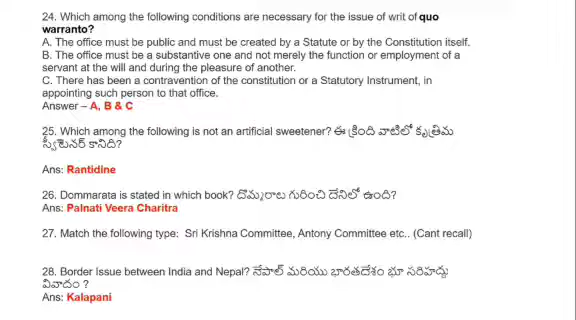 24. Which among the following conditions are necessary for the issue of writ of quo
warranto?
A. The office must be public and must be created by a Statute or by the Constitution itself.
B. The office must be a substantive one and not merely the function or employment of a
servant at the will and during the pleasure of another.
C. There has been a contravention of the constitution or a Statutory Instrument, in
appointing such person to that office.
Answer – A, B & C
25. Which among the following is not an artificial sweetener? ఈ క్రింది వాటిలో కృత్రిమ
స్వీటెనర్ కానిది?
Ans: Rantidine
26. Dommarata is stated in which book? దొమ్మరాట గురించి దేనిలో ఉంది?
Ans: Palnati Veera Charitra
27. Match the following type: Sri Krishna Committee, Antony Committee etc.. (Cant recall)
28. Border Issue between India and Nepal? నేపాల్ మరియు భారతదేశం భూ సరిహద్దు
వివాదం ?
Ans: Kalapani